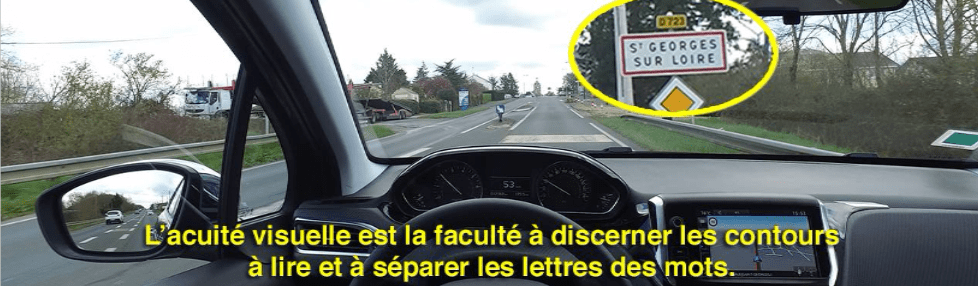 D 723
ST GEORGES
SUR LOIRE
53
L'acuité visuelle est la faculté à discerner les contours
à lire et à séparer les lettres des mots.